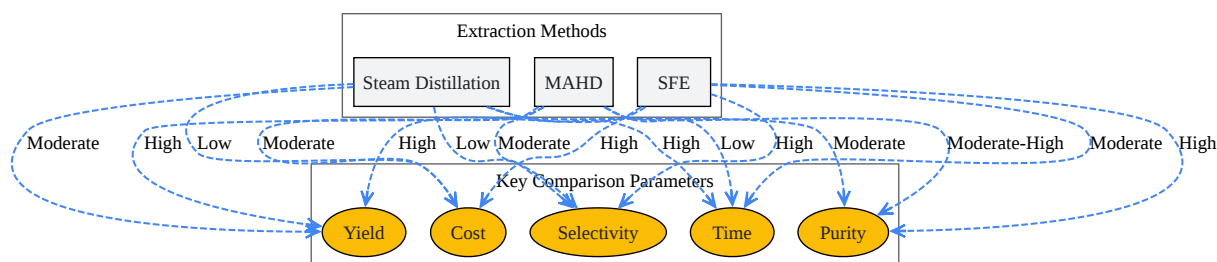 Extraction Methods
Steam Distillation
MAHD
SFE
Moderate
High
Low
Moderate
High
Low
Moderate
High
High
Low
High
Moderate
Moderate-High
Moderate
High
Key Comparison Parameters
Yield
Cost
Selectivity
Time
Purity